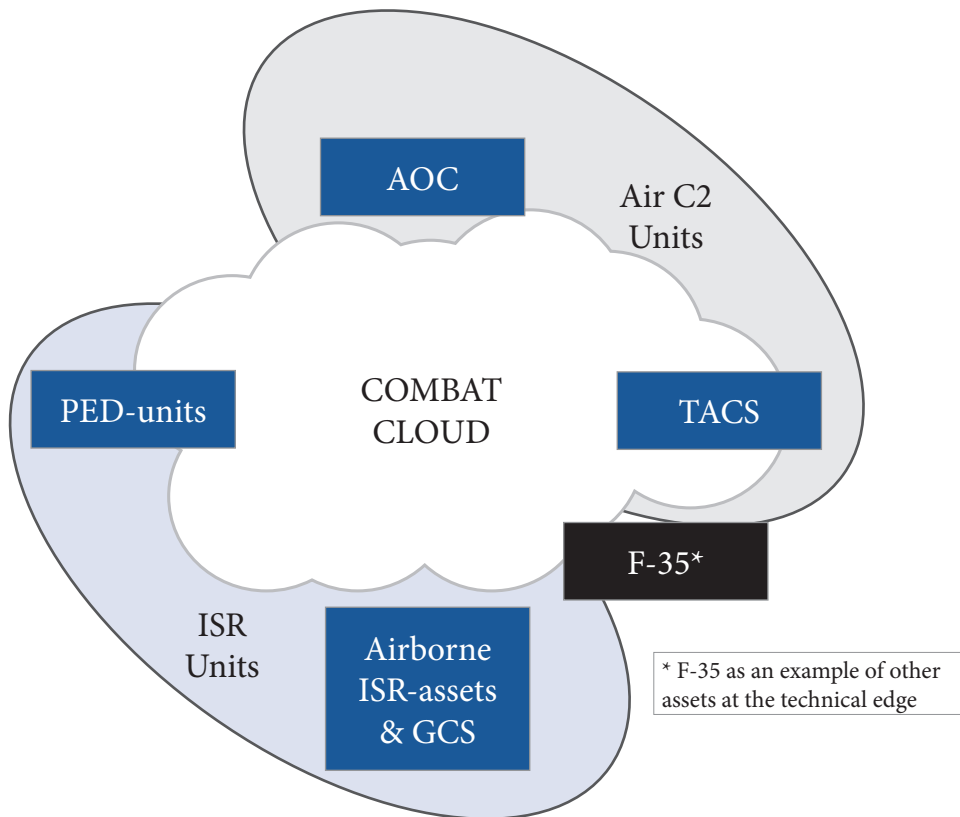 AOC
Air C2
Units
PED-units
COMBAT
CLOUD
TACS
F-35*
ISR
Units
Airborne
ISR-assets
& GCS
* F-35 as an example of other
assets at the technical edge